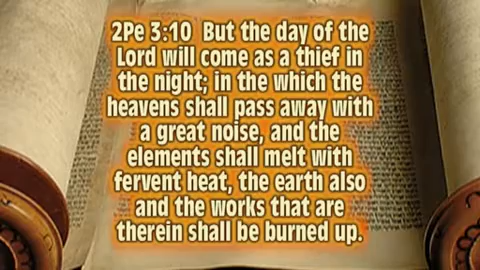 2Pe 3:10 But the day of the
Lord will come as a thief in
the night; in the which the
heavens shall pass away with
a great noise, and the
elements shall melt with
fervent heat, the earth also
and the works that are
therein shall be burned up.